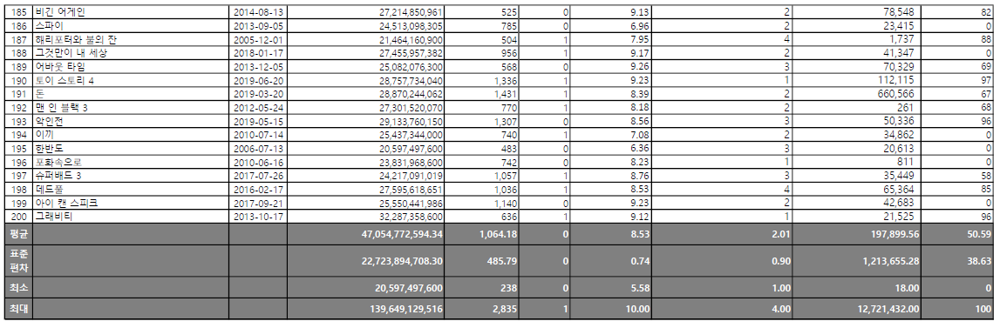 185 비긴 어게인 2014-08-13 27,214,850,961 525 0 9.13 2 78,548 82
186 스파이 2013-09-05 24,513,098,305 785 0 6.96 2 23,415 0
187 해리포터와 불의 잔 2005-12-01 21,464,160,900 504 1 7.95 4 1,737 88
188 그것만이 내 세상 2018-01-17 27,455,957,382 956 1 9.17 2 41,347 0
189 어바웃 타임 2013-12-05 25,082,076,300 568 0 9.26 3 70,329 69
190 토이 스토리 4 2019-06-20 28,757,734,040 1,336 1 9.23 1 112,115 97
191 돈 2019-03-20 28,870,244,062 1,431 1 8.39 2 660,566 67
192 맨 인 블랙 3 2012-05-24 27,301,520,070 770 1 8.18 2 261 68
193 악인전 2019-05-15 29,133,760,150 1,307 0 8.56 3 50,336 96
194 이끼 2010-07-14 25,437,344,000 740 1 7.08 2 34,862 0
195 한반도 2006-07-13 20,597,497,600 483 0 6.36 3 20,613 0
196 포화속으로 2010-06-16 23,831,968,600 742 0 8.23 1 811 0
197 슈퍼배드 3 2017-07-26 24,217,091,019 1,057 1 8.76 3 35,449 58
198 데드풀 2016-02-17 27,595,618,651 1,036 1 8.53 4 65,364 85
199 아이 캔 스피크 2017-09-21 25,550,441,986 1,140 0 9.23 2 42,683 0
200 그래비티 2013-10-17 32,287,358,600 636 1 9.12 1 21,525 96
평균 47,054,772,594.34 1,064.18 0 8.53 2.01 197,899.56 50.59
표준
편차 22,723,894,708.30 485.79 0 0.74 0.90 1,213,655.28 38.63
최소 20,597,497,600 238 0 5.58 1.00 18.00 0
최대 139,649,129,516 2,835 1 10.00 4.00 12,721,432.00 100